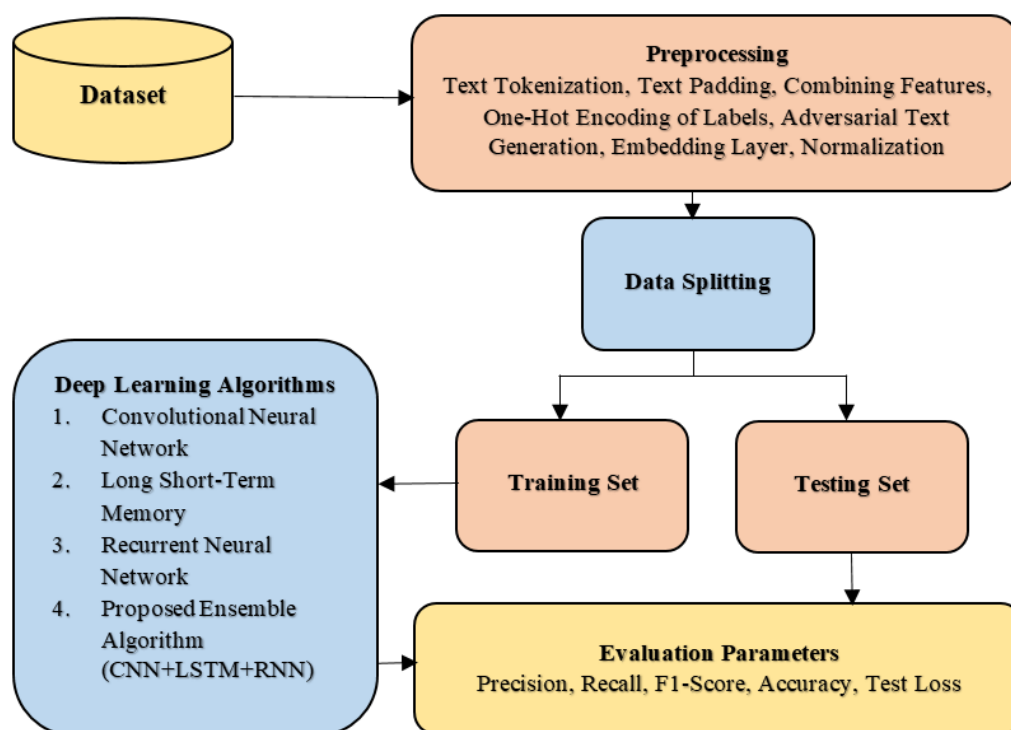 Dataset
Preprocessing
Text Tokenization, Text Padding, Combining Features,
One-Hot Encoding of Labels, Adversarial Text
Generation, Embedding Layer, Normalization
Data Splitting
Training Set
Testing Set
Deep Learning Algorithms
1. Convolutional Neural
Network
2. Long Short-Term
Memory
3. Recurrent Neural
Network
4. Proposed Ensemble
Algorithm
(CNN+LSTM+RNN)
Evaluation Parameters
Precision, Recall, F1-Score, Accuracy, Test Loss